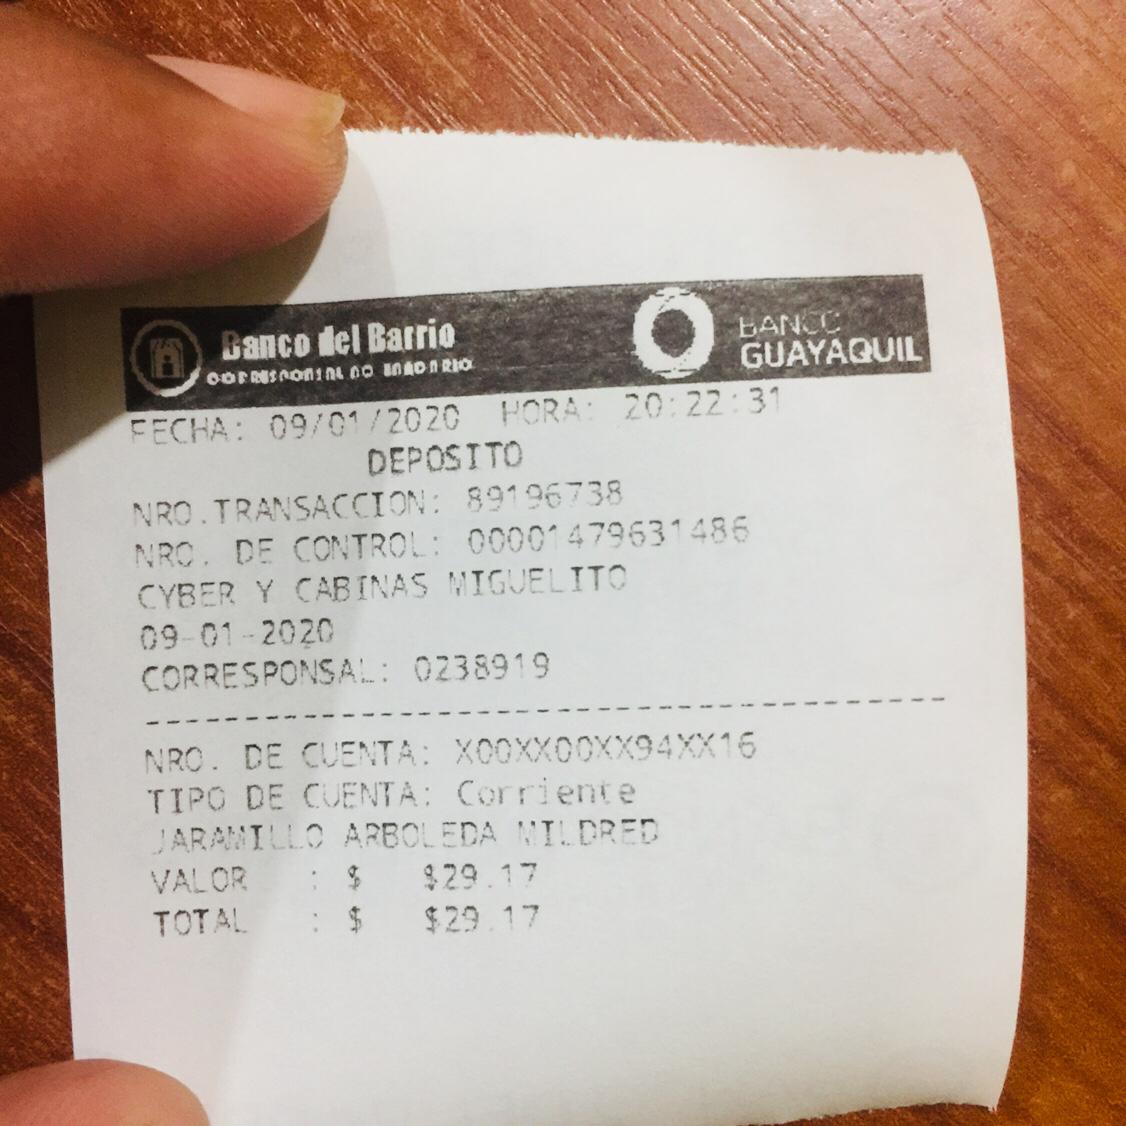 Banco del Barrio
CORRESPONSAL NO BANCARIO
BANCO
GUAYAQUIL
FECHA: 09/01/2020 HORA: 20:22:31
DEPOSITO
NRO.TRANSACCION: 89196738
NRO. DE CONTROL: 00001479631486
CYBER Y CABINAS MIGUELITO
09-01-2020
CORRESPONSAL: 0238919
NRO. DE CUENTA: X00XX00XX94XX16
TIPO DE CUENTA: Corriente
JARAMILLO ARBOLEDA MILDRED
VALOR : $ $29.17
TOTAL : $ $29.17